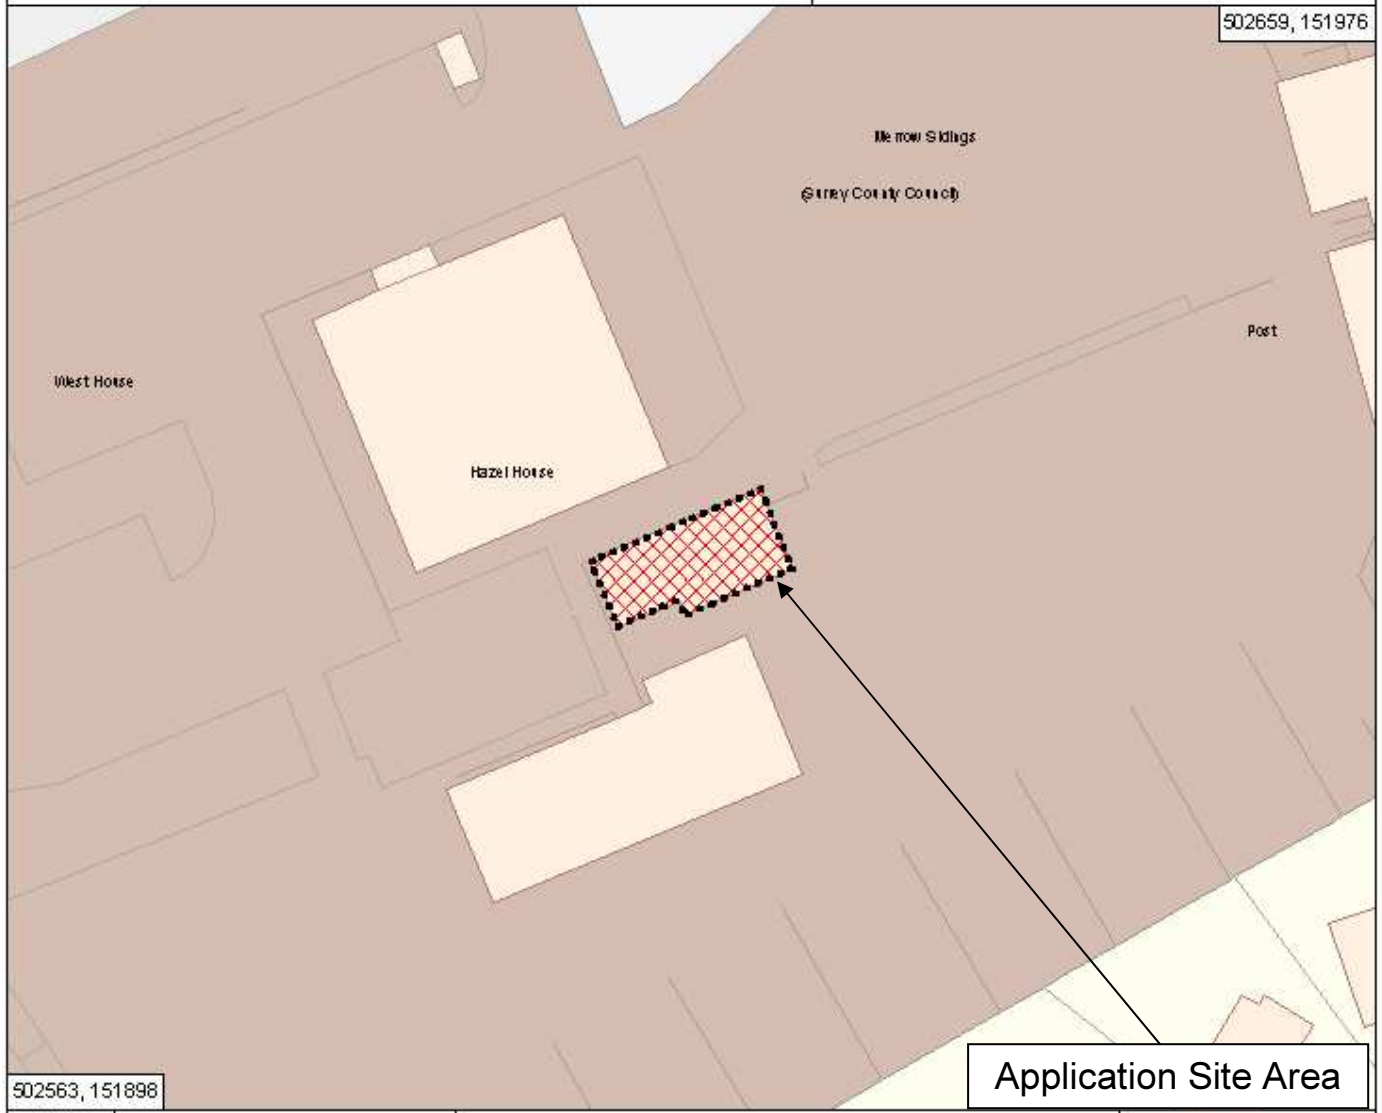 502659, 151976
Merrow Sidings
(Surrey County Council)
Post
West House
Hazel House
Application Site Area
502563, 151898